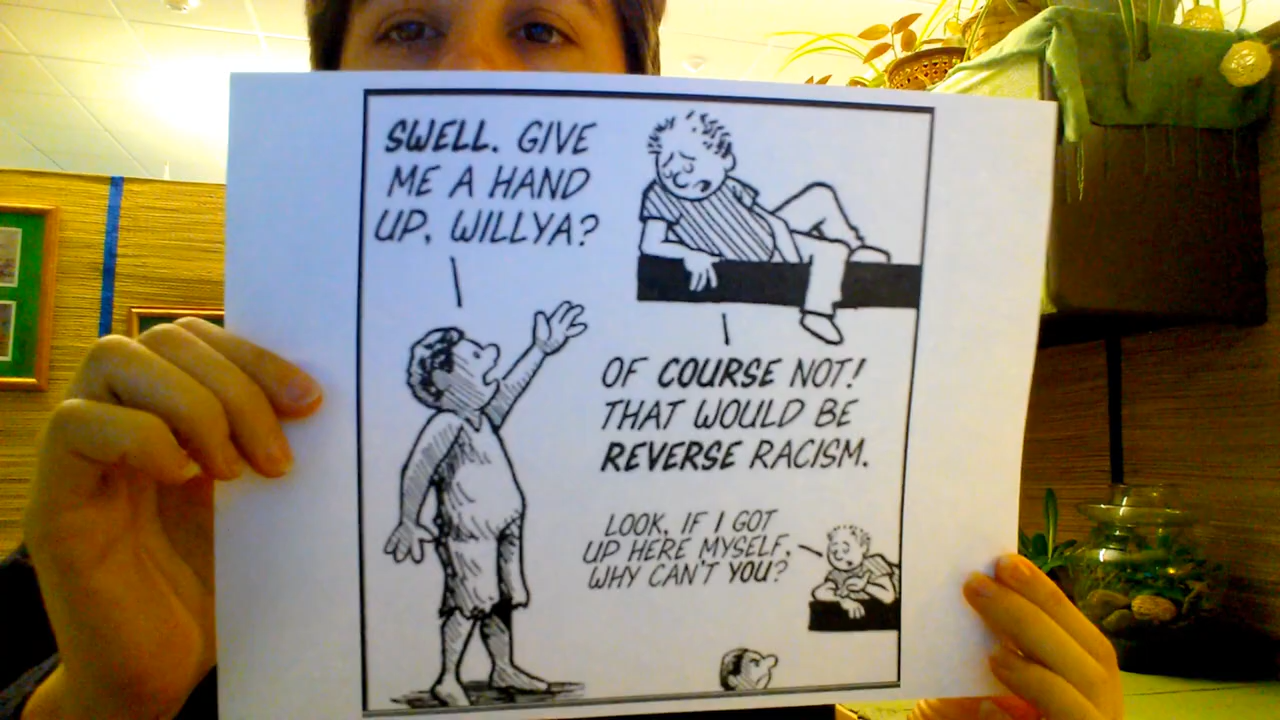 SWELL. GIVE
ME A HAND
UP, WILLYA?
OF COURSE NOT!
THAT WOULD BE
REVERSE RACISM.
LOOK, IF I GOT
UP HERE MYSELF,
WHY CAN'T YOU?